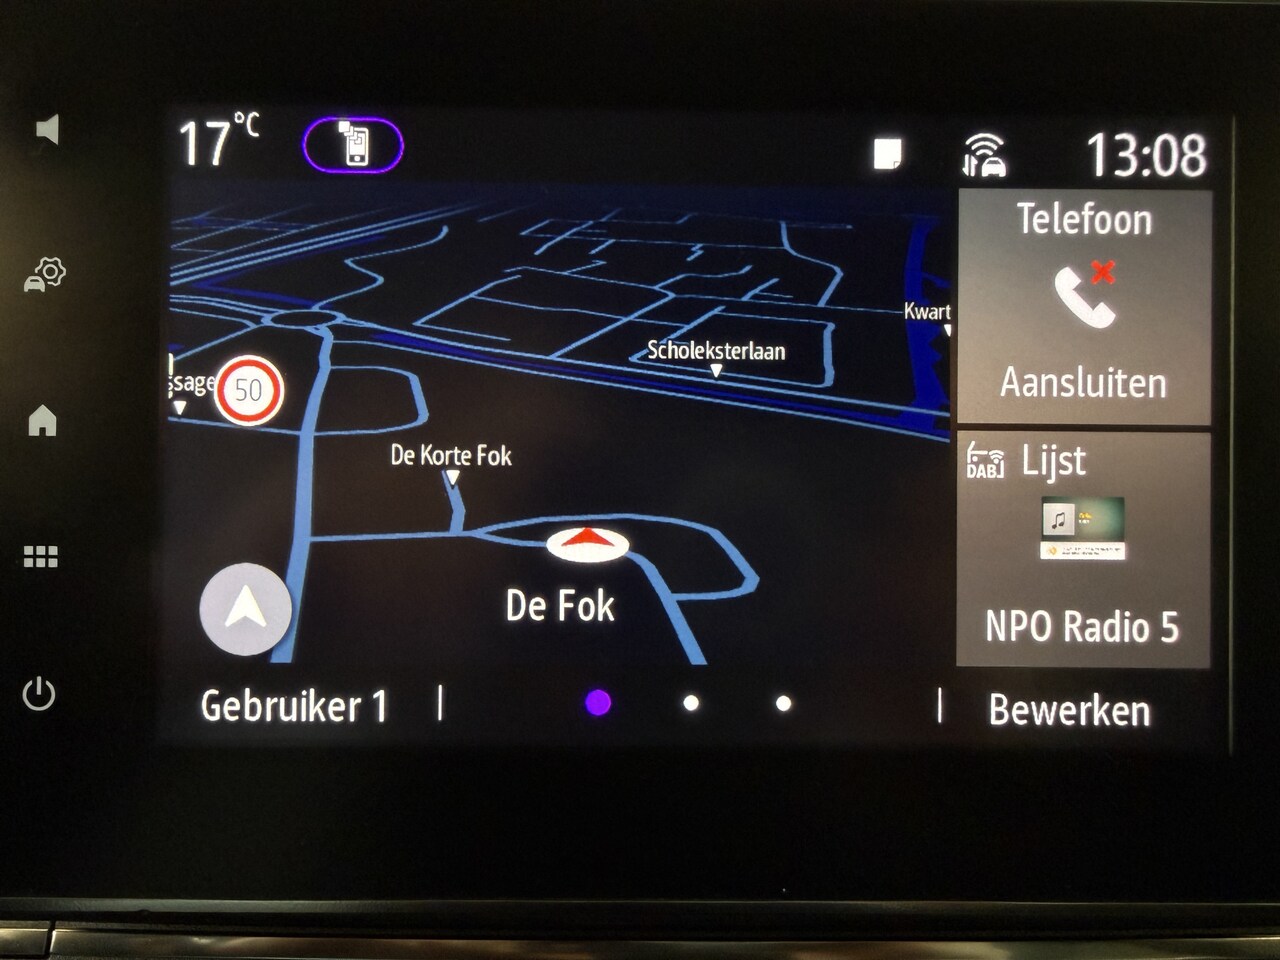 17°C
13:08
Telefoon
Aansluiten
DAB
Lijst
NPO Radio 5
Kwart
Scholeksterlaan
ssage
50
De Korte Fok
De Fok
Gebruiker 1
Bewerken